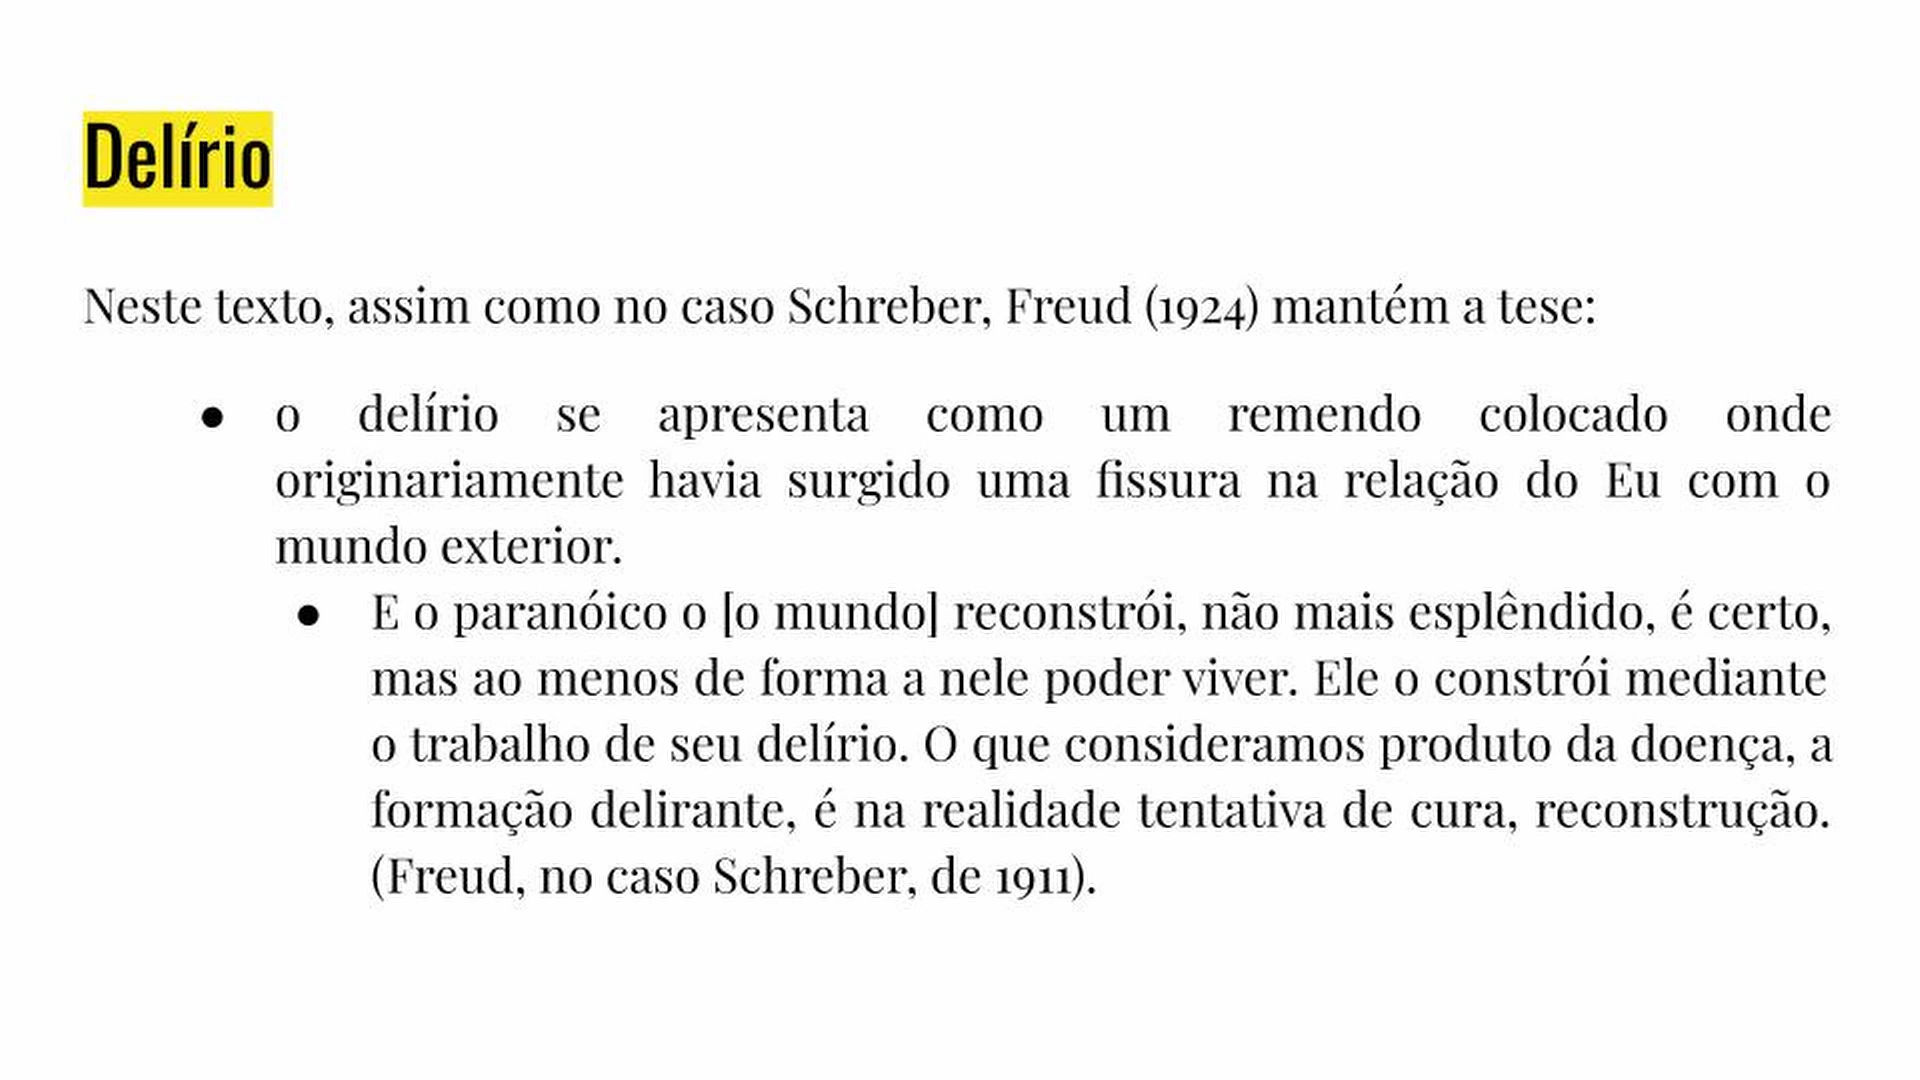 Delírio
Neste texto, assim como no caso Schreber, Freud (1924) mantém a tese:
● o delírio se apresenta como um remendo colocado onde
originariamente havia surgido uma fissura na relação do Eu com o
mundo exterior.
● E o paranóico o [o mundo] reconstrói, não mais esplêndido, é certo,
mas ao menos de forma a nele poder viver. Ele o constrói mediante
o trabalho de seu delírio. O que consideramos produto da doença, a
formação delirante, é na realidade tentativa de cura, reconstrução.
(Freud, no caso Schreber, de 1911).